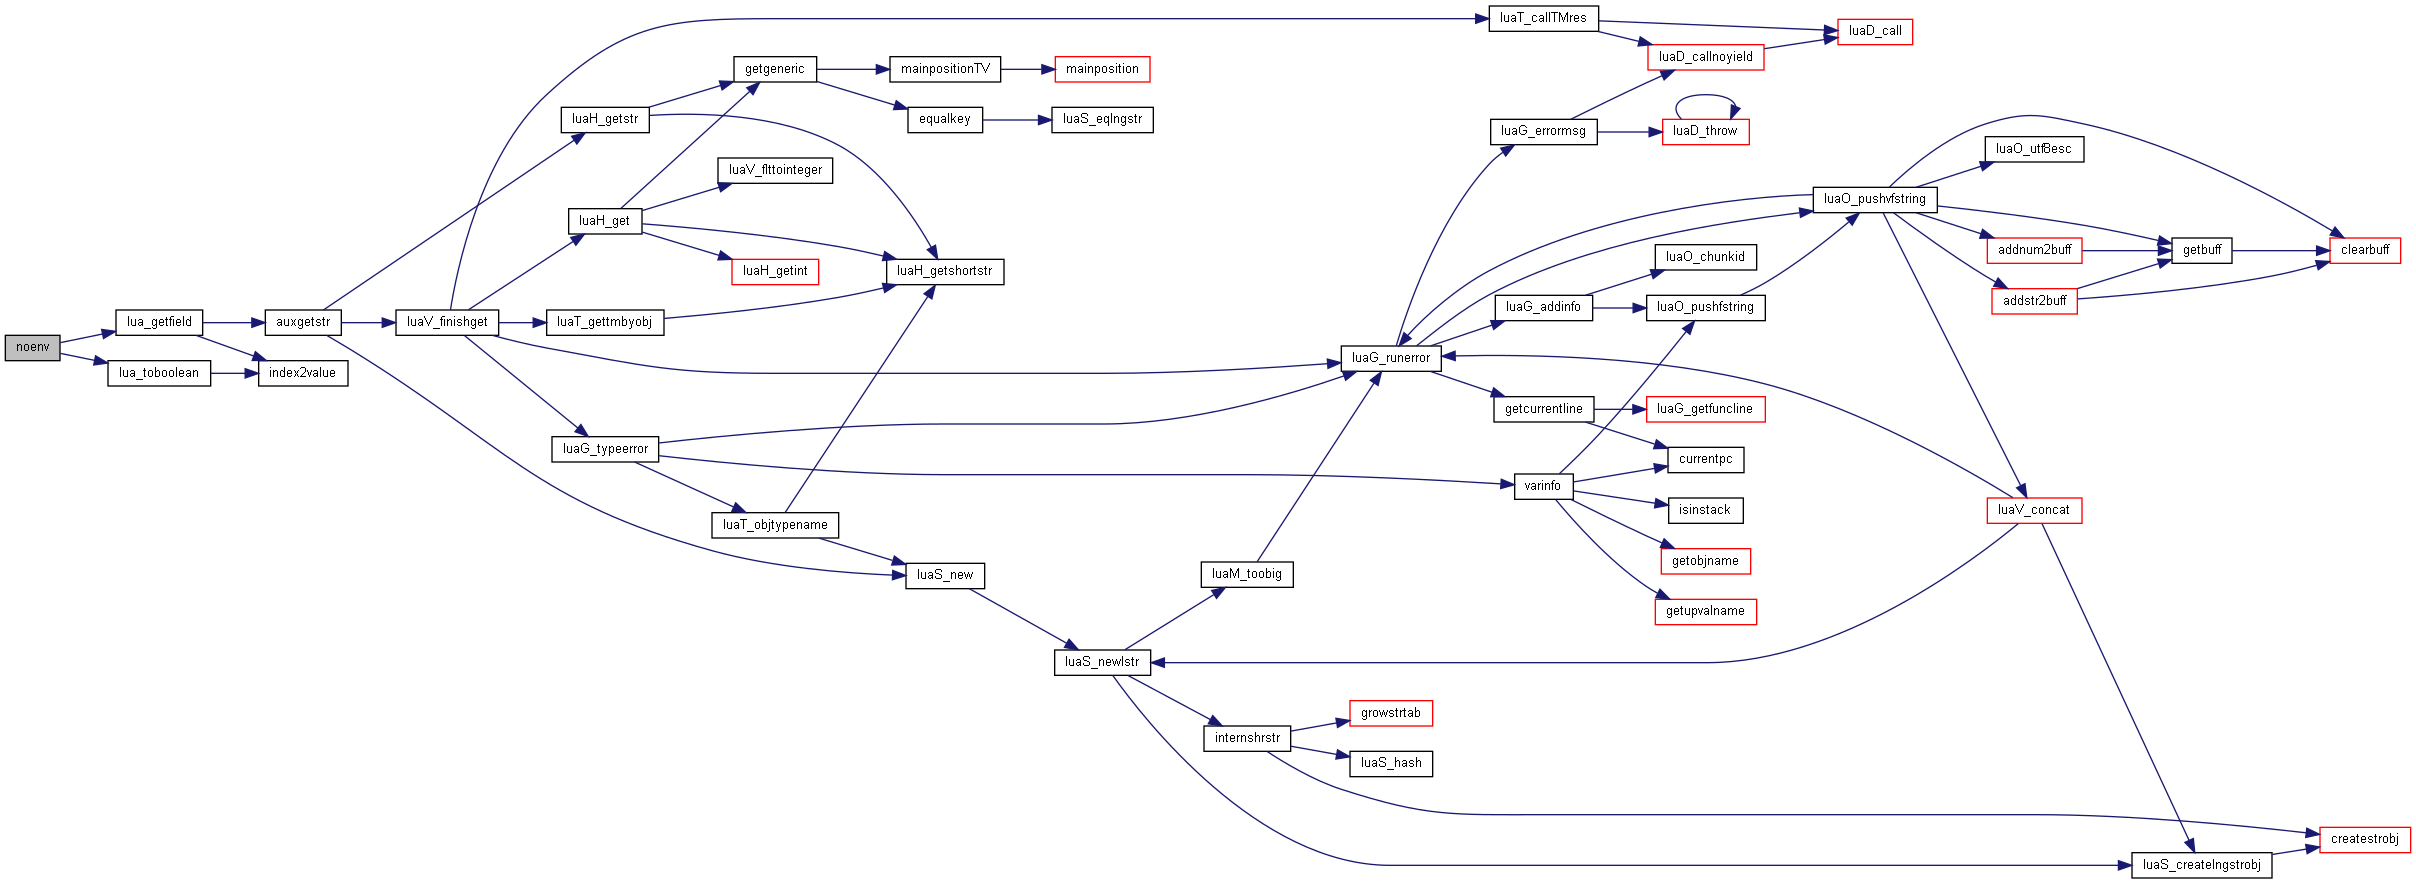 noenv
lua_getfield
lua_toboolean
auxgetstr
index2value
luaV_finishget
luaH_getstr
luaH_get
luaT_gettmbyobj
luaG_typeerror
getgeneric
luaV_flttointeger
luaH_getint
luaT_objtypename
mainpositionTV
equalkey
luaH_getshortstr
luaS_new
mainposition
luaS_eqlngstr
luaS_newlstr
luaM_toobig
internshrstr
luaG_runerror
growstrtab
luaS_hash
luaT_callTMres
luaG_errormsg
luaG_addinfo
getcurrentline
varinfo
luaD_callnoyield
luaD_throw
luaO_chunkid
luaO_pushfstring
luaG_getfuncline
currentpc
isinstack
getobjname
getupvalname
luaD_call
luaO_pushvfstring
luaO_utf8esc
addnum2buff
addstr2buff
luaV_concat
getbuff
luaS_createlngstrobj
clearbuff
createstrobj